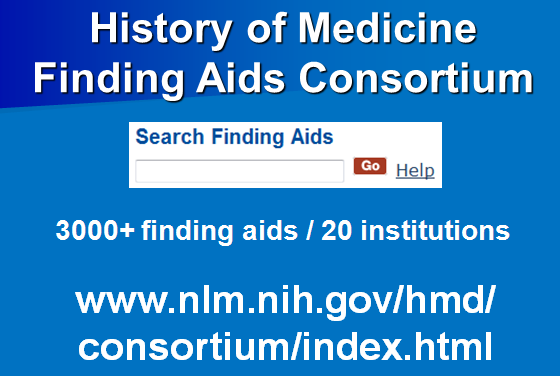 History of Medicine
Finding Aids Consortium
Search Finding Aids
Go Help
3000+ finding aids / 20 institutions
www.nlm.nih.gov/hmd/
consortium/index.html